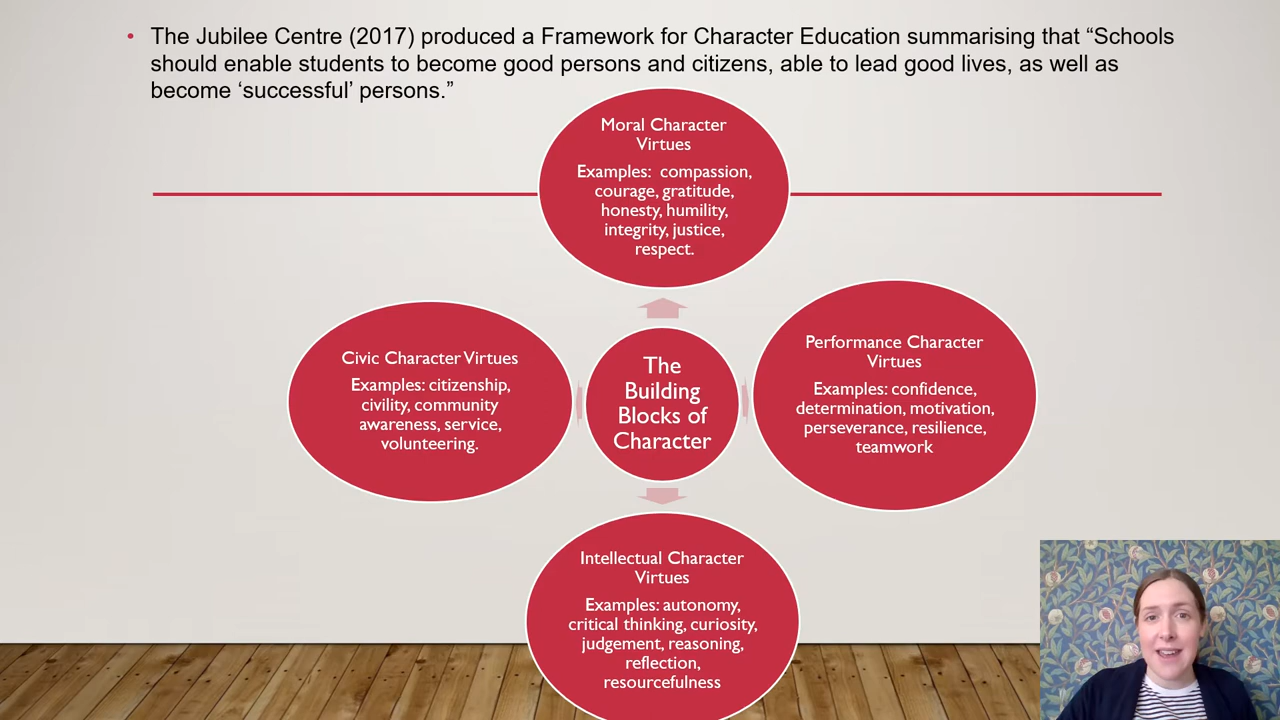 • The Jubilee Centre (2017) produced a Framework for Character Education summarising that “Schools
should enable students to become good persons and citizens, able to lead good lives, as well as
become ‘successful’ persons.”
Moral Character
Virtues
Examples:  compassion,
courage, gratitude,
honesty, humility,
integrity, justice,
respect.
Civic Character Virtues
Examples: citizenship,
civility, community
awareness, service,
volunteering.
The
Building
Blocks of
Character
Performance Character
Virtues
Examples: confidence,
determination, motivation,
perseverance, resilience,
teamwork
Intellectual Character
Virtues
Examples: autonomy,
critical thinking, curiosity,
judgement, reasoning,
reflection,
resourcefulness